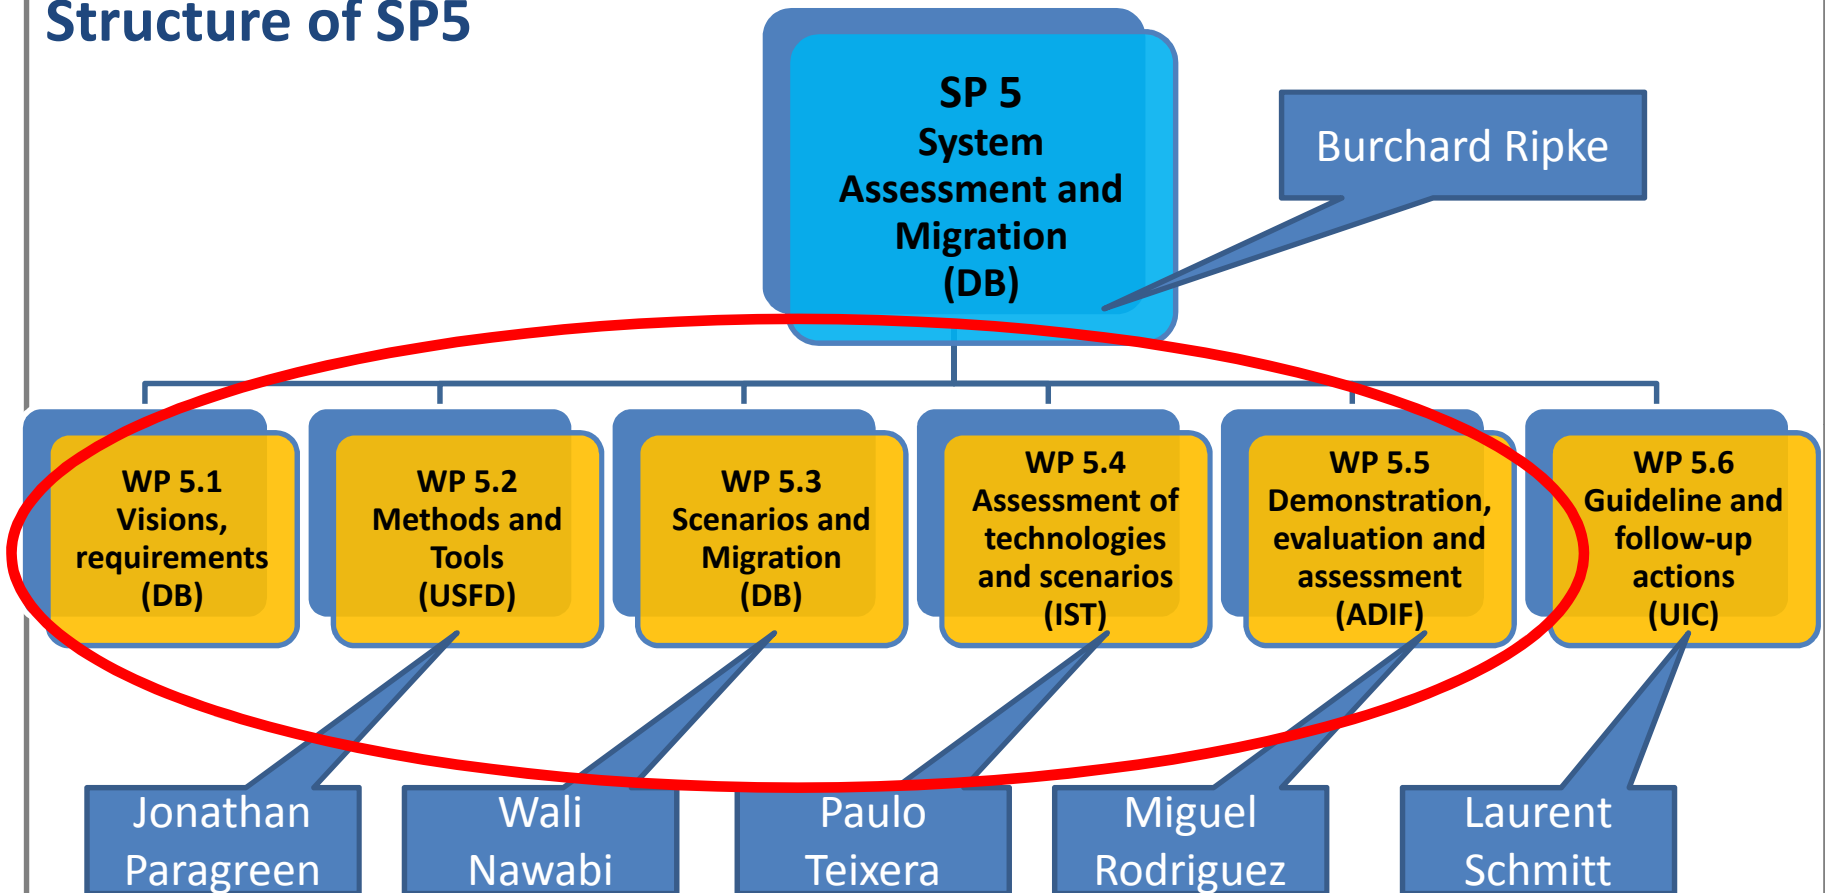 Structure of SP5
SP 5
System
Assessment and
Migration
(DB)
Burchard Ripke
WP 5.1
Visions,
requirements
(DB)
WP 5.2
Methods and
Tools
(USFD)
WP 5.3
Scenarios and
Migration
(DB)
WP 5.4
Assessment of
technologies
and scenarios
(IST)
WP 5.5
Demonstration,
evaluation and
assessment
(ADIF)
WP 5.6
Guideline and
follow-up
actions
(UIC)
Jonathan
Paragreen
Wali
Nawabi
Paulo
Teixera
Miguel
Rodriguez
Laurent
Schmitt